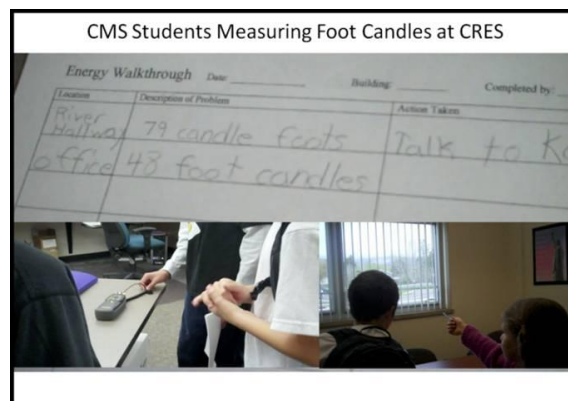 CMS Students Measuring Foot Candles at CRES
Energy Walkthrough Date: Building: Completed by:
Location Description of Problem Action Taken
River
Hallway 79 candle foots Talk to
office 48 foot candles